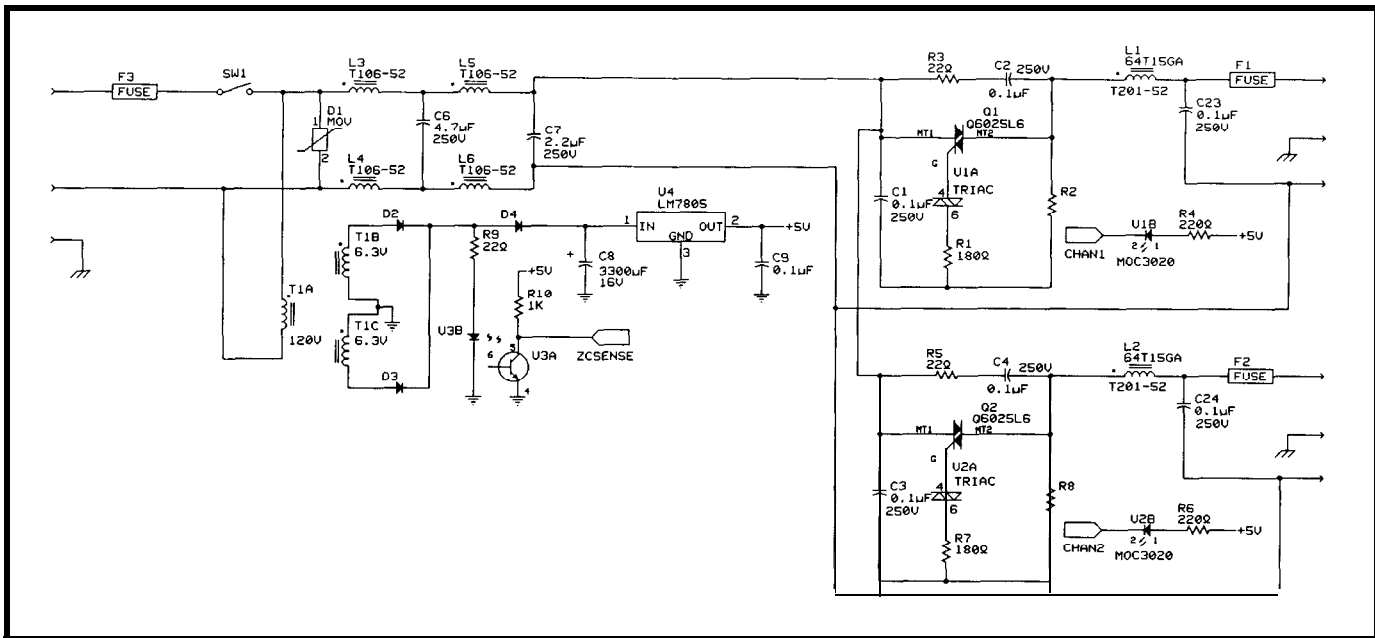 F3
FUSE
SW1
L3
T106-52
L5
T106-52
D1
MOV
1
2
C6
4.7µF
250V
C7
2.2µF
250V
L4
T106-52
L6
T106-52
T1A
120V
T1B
6.3V
T1C
6.3V
D2
D3
R9
22Ω
D4
+5V
R10
1K
U3B
6
5
4
U3A
ZCSENSE
+
C8
3300µF
16V
U4
LM7805
1
IN
OUT
2
GND
3
+5V
C9
0.1µF
R3
22Ω
C2
250V
0.1µF
Q1
Q6025L6
MT1
MT2
G
U1A
TRIAC
4
6
C1
0.1µF
250V
R1
180Ω
R2
L1
64T15GA
T201-52
F1
FUSE
C23
0.1µF
250V
CHAN1
U1B
2
1
MOC3020
R4
220Ω
+5V
R5
22Ω
C4
250V
0.1µF
Q2
Q6025L6
MT1
MT2
G
U2A
TRIAC
4
6
C3
0.1µF
250V
R7
180Ω
R8
L2
64T15GA
T201-52
F2
FUSE
C24
0.1µF
250V
CHAN2
U2B
2
1
MOC3020
R6
220Ω
+5V